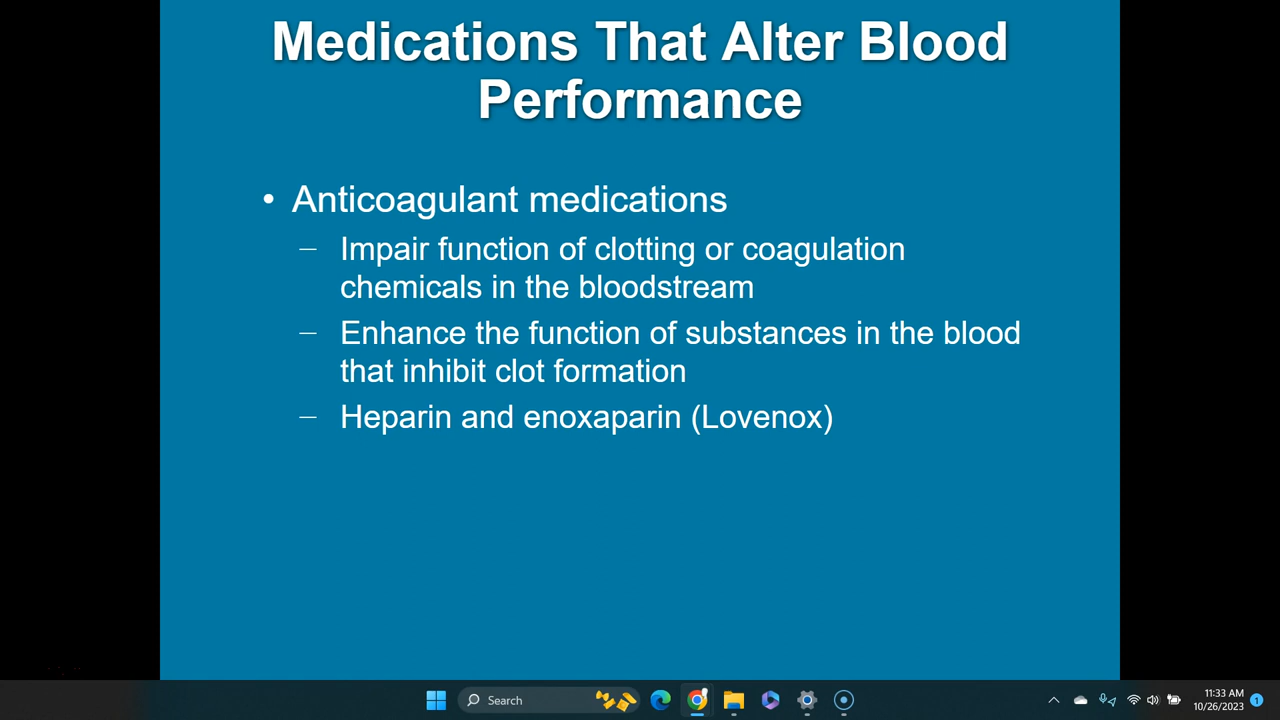 Medications That Alter Blood
Performance
• Anticoagulant medications
– Impair function of clotting or coagulation
chemicals in the bloodstream
– Enhance the function of substances in the blood
that inhibit clot formation
– Heparin and enoxaparin (Lovenox)
Search
11:33 AM
10/26/2023
1